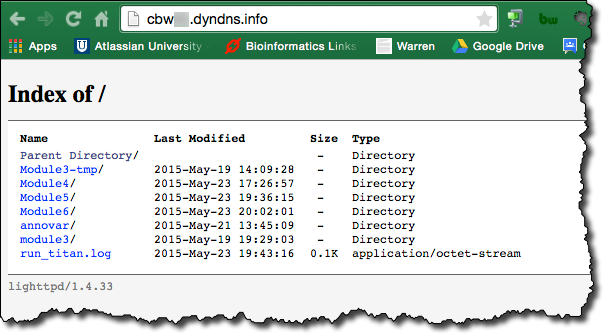 cbw .dyndns.info
Apps Atlassian University Bioinformatics Links Warren Google Drive
Index of /
Name Last Modified Size Type
Parent Directory/ - Directory
Module3-tmp/ 2015-May-19 14:09:28 - Directory
Module4/ 2015-May-23 17:26:57 - Directory
Module5/ 2015-May-23 19:36:15 - Directory
Module6/ 2015-May-23 20:02:01 - Directory
annovar/ 2015-May-21 13:45:09 - Directory
module3/ 2015-May-19 19:29:03 - Directory
run_titan.log 2015-May-23 19:43:16 0.1K application/octet-stream
lighttpd/1.4.33